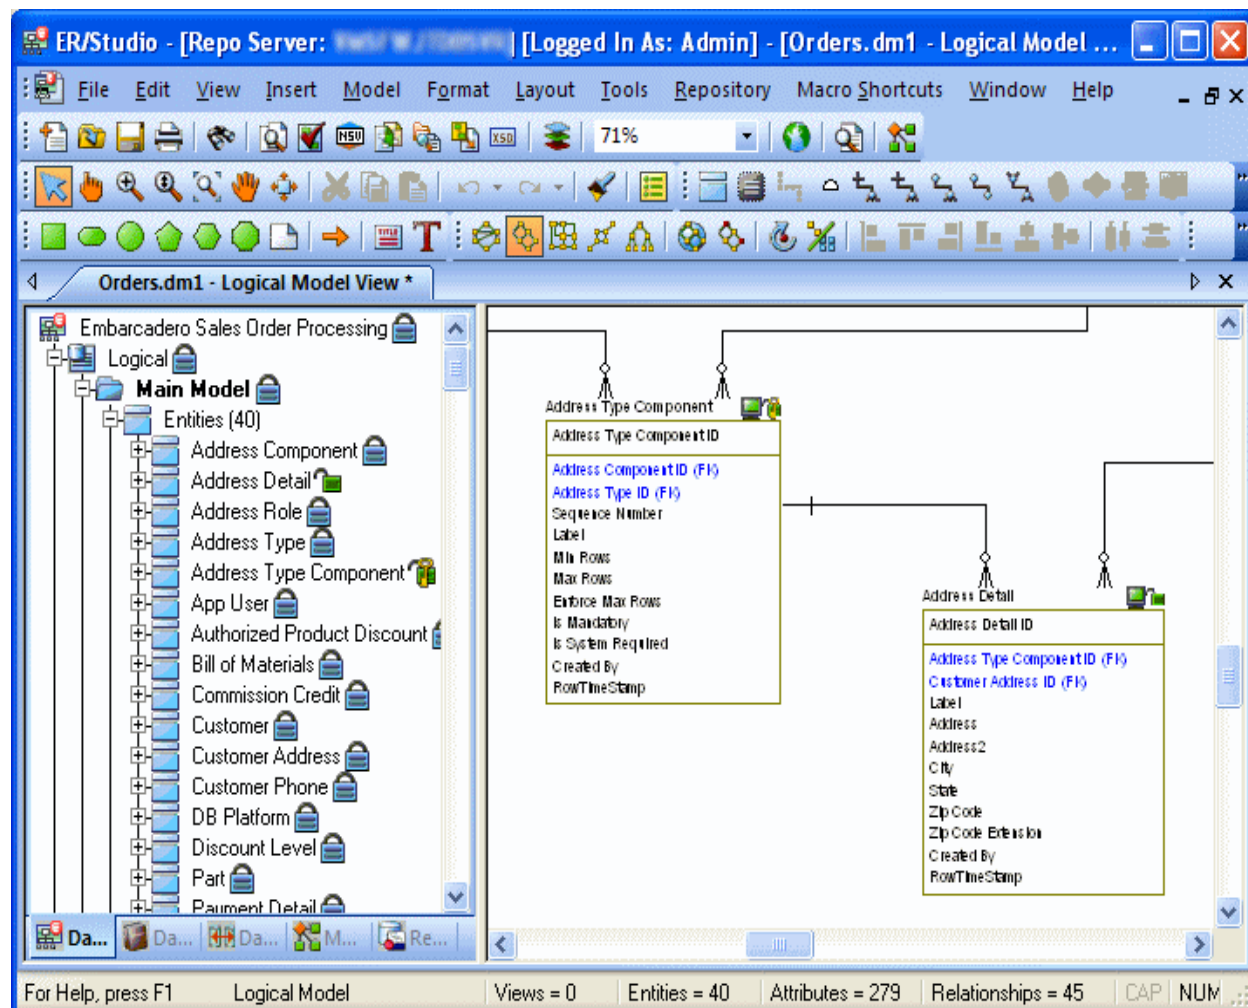 ER/Studio - [Repo Server: ] [Logged In As: Admin] - [Orders.dm1 - Logical Model ...
File Edit View Insert Model Format Layout Tools Repository Macro Shortcuts Window Help
NSU XSD 71%
TITLE T
Orders.dm1 - Logical Model View *
Embarcadero Sales Order Processing
Logical
Main Model
Entities (40)
Address Component
Address Detail
Address Role
Address Type
Address Type Component
App User
Authorized Product Discount
Bill of Materials
Commission Credit
Customer
Customer Address
Customer Phone
DB Platform
Discount Level
Part
Payment Detail
Da... Da... Da... M... Re...
Address Type Component
Address Type Component ID
Address Component ID (FK)
Address Type ID (FK)
Sequence Number
Label
Min Rows
Max Rows
Enforce Max Rows
Is Mandatory
Is System Required
Created By
RowTimeStamp
Address Detail
Address Detail ID
Address Type Component ID (FK)
Customer Address ID (FK)
Label
Address
Address2
City
State
Zip Code
Zip Code Extension
Created By
RowTimeStamp
For Help, press F1 Logical Model Views = 0 Entities = 40 Attributes = 279 Relationships = 45 CAP NUM